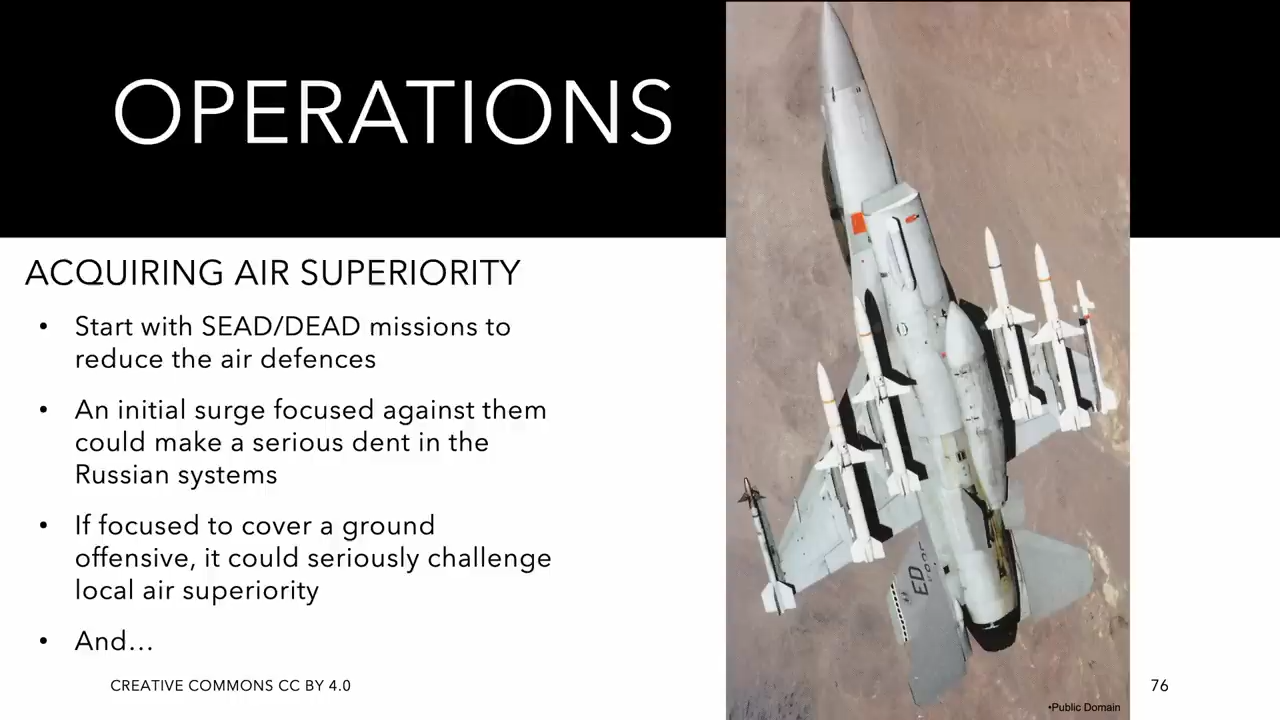 OPERATIONS
ACQUIRING AIR SUPERIORITY
• Start with SEAD/DEAD missions to
reduce the air defences
• An initial surge focused against them
could make a serious dent in the
Russian systems
• If focused to cover a ground
offensive, it could seriously challenge
local air superiority
• And…
ED
CREATIVE COMMONS CC BY 4.0
76
•Public Domain